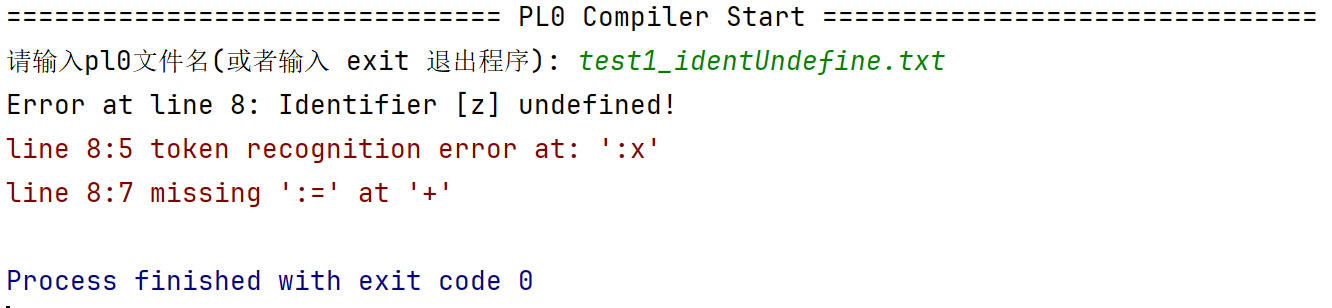 =============================== PL0 Compiler Start ===============================
请输入pl0文件名(或者输入 exit 退出程序): test1_identUndefine.txt
Error at line 8: Identifier [z] undefined!
line 8:5 token recognition error at: ':x'
line 8:7 missing ':=' at '+'
Process finished with exit code 0